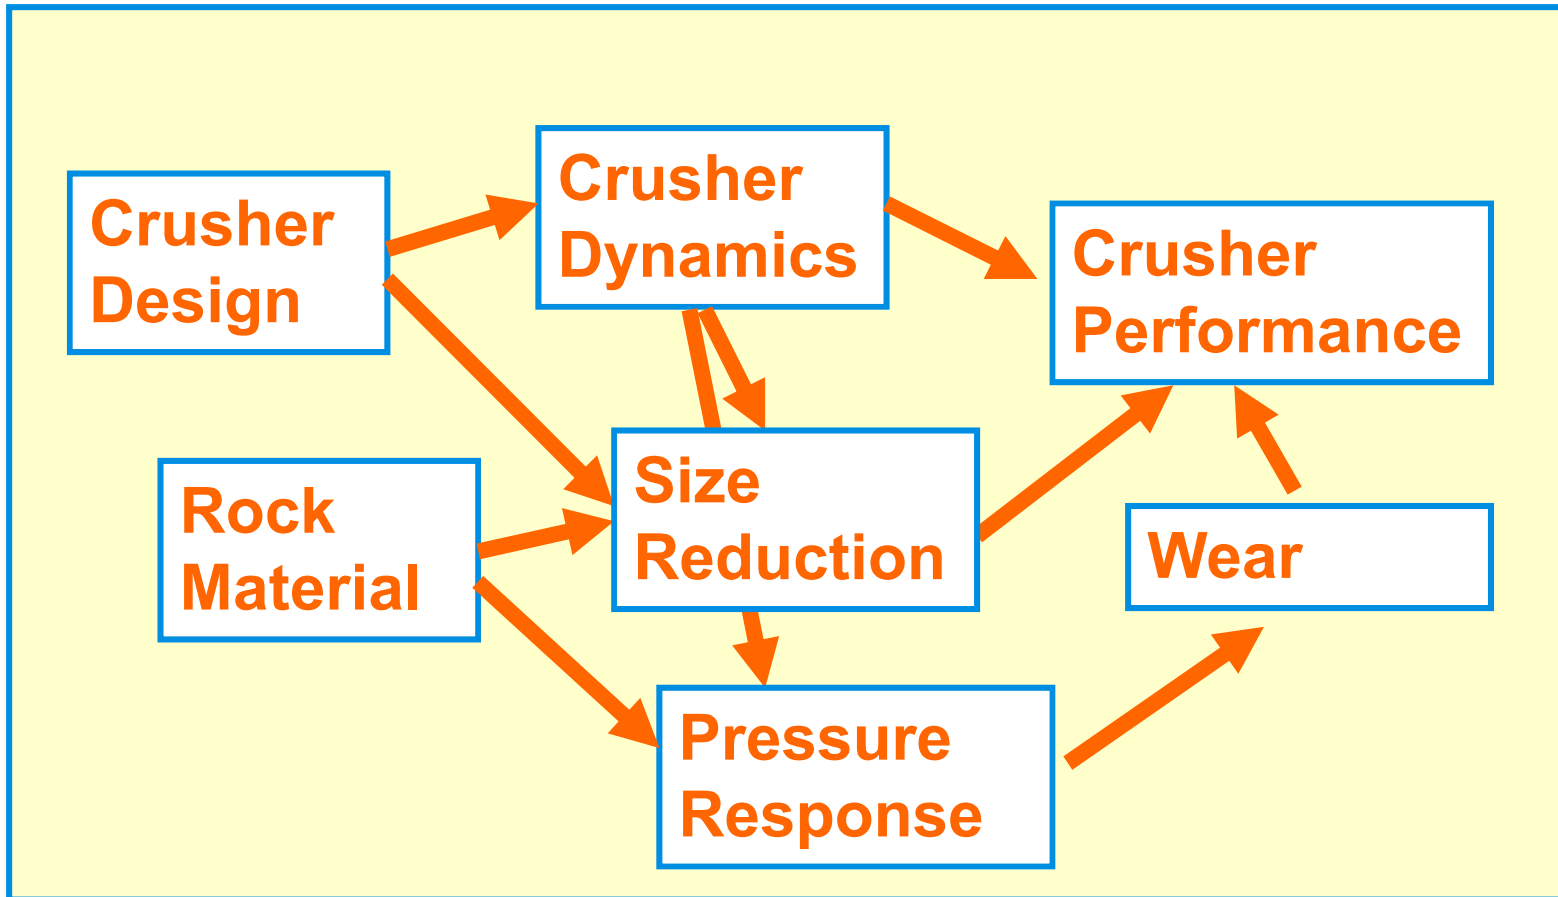 Crusher
Design
Crusher
Dynamics
Crusher
Performance
Rock
Material
Size
Reduction
Wear
Pressure
Response